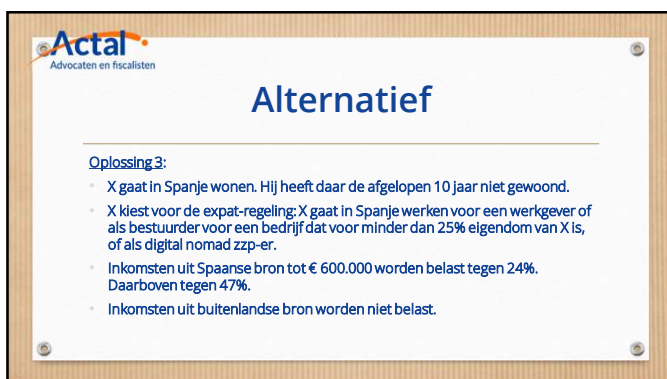 Actal
Advocaten en fiscalisten
Alternatief
Oplossing 3:
X gaat in Spanje wonen. Hij heeft daar de afgelopen 10 jaar niet gewoond.
X kiest voor de expat-regeling: X gaat in Spanje werken voor een werkgever of
als bestuurder voor een bedrijf dat voor minder dan 25% eigendom van X is,
of als digital nomad zzp-er.
Inkomsten uit Spaanse bron tot € 600.000 worden belast tegen 24%.
Daarboven tegen 47%.
Inkomsten uit buitenlandse bron worden niet belast.